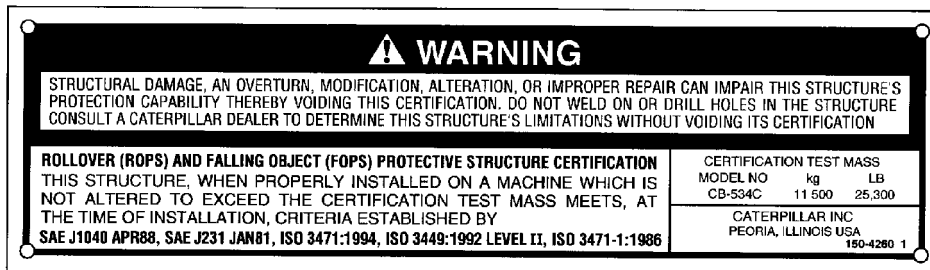 WARNING
STRUCTURAL DAMAGE, AN OVERTURN, MODIFICATION, ALTERATION, OR IMPROPER REPAIR CAN IMPAIR THIS STRUCTURE'S
PROTECTION CAPABILITY THEREBY VOIDING THIS CERTIFICATION. DO NOT WELD ON OR DRILL HOLES IN THE STRUCTURE
CONSULT A CATERPILLAR DEALER TO DETERMINE THIS STRUCTURE'S LIMITATIONS WITHOUT VOIDING ITS CERTIFICATION
ROLLOVER (ROPS) AND FALLING OBJECT (FOPS) PROTECTIVE STRUCTURE CERTIFICATION
THIS STRUCTURE, WHEN PROPERLY INSTALLED ON A MACHINE WHICH IS
NOT ALTERED TO EXCEED THE CERTIFICATION TEST MASS MEETS, AT
THE TIME OF INSTALLATION, CRITERIA ESTABLISHED BY
SAE J1040 APR88, SAE J231 JAN81, ISO 3471:1994, ISO 3449:1992 LEVEL II, ISO 3471-1:1986
CERTIFICATION TEST MASS
MODEL NO kg LB
CB-534C 11 500 25,300
CATERPILLAR INC
PEORIA, ILLINOIS USA
150-4260 1